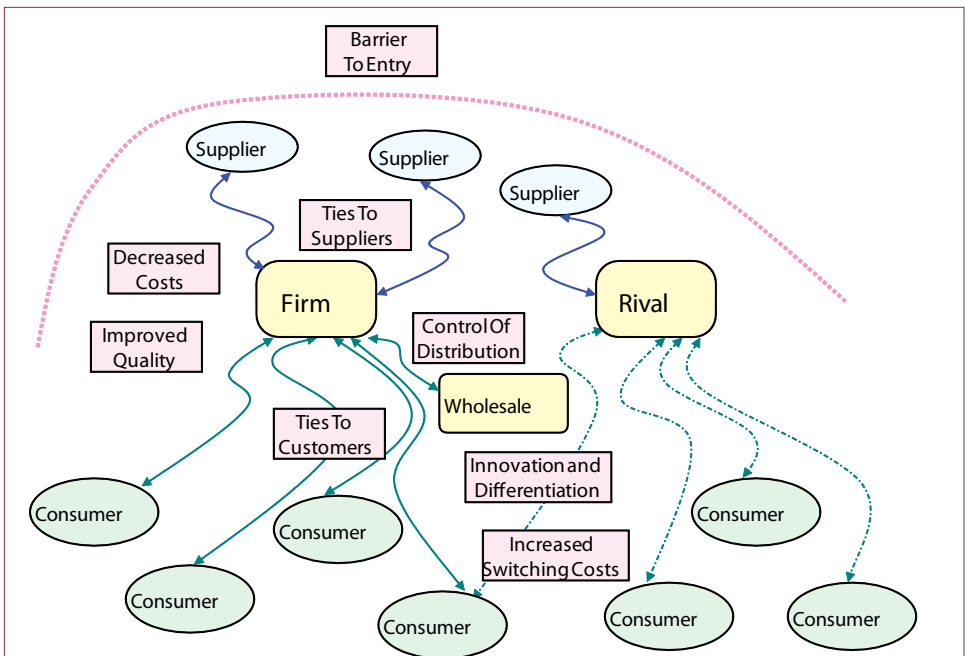 Barrier
To Entry
Supplier
Supplier
Supplier
Ties To
Suppliers
Decreased
Costs
Firm
Rival
Improved
Quality
Control Of
Distribution
Wholesale
Ties To
Customers
Innovation and
Differentiation
Consumer
Consumer
Consumer
Increased
Switching Costs
Consumer
Consumer
Consumer
Consumer